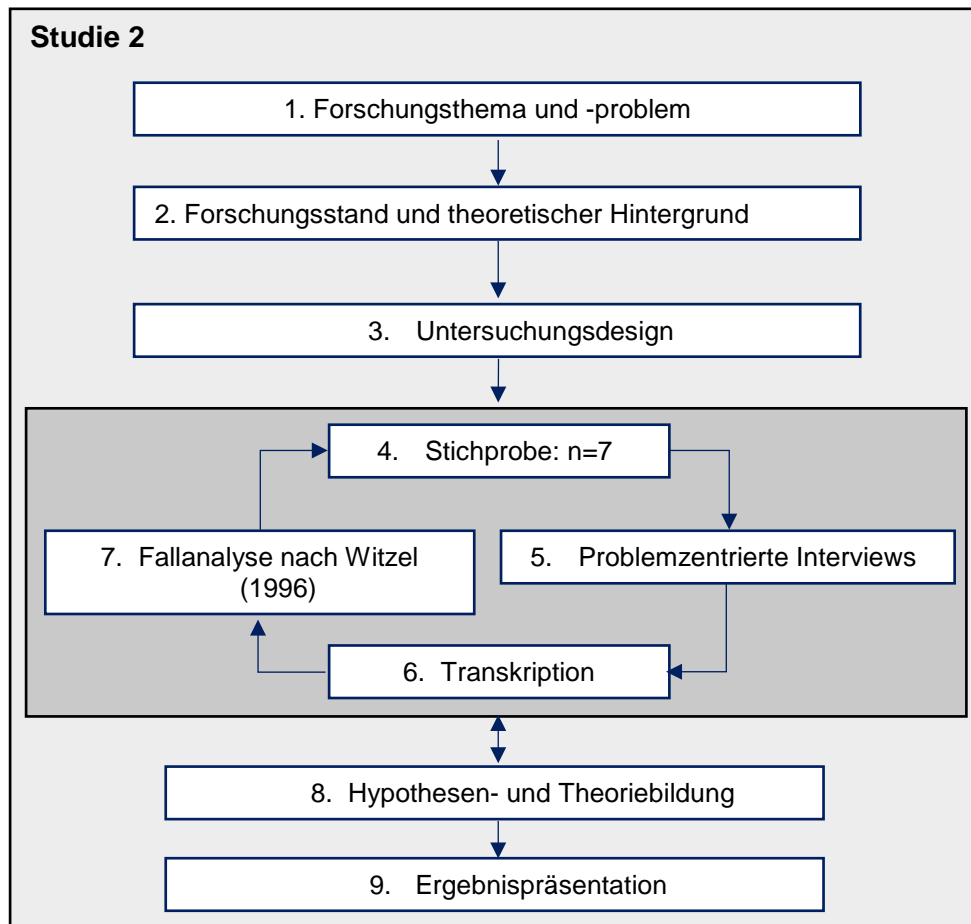 Studie 2
1. Forschungsthema und -problem
2. Forschungsstand und theoretischer Hintergrund
3. Untersuchungsdesign
4. Stichprobe: n=7
5. Problemzentrierte Interviews
6. Transkription
7. Fallanalyse nach Witzel
(1996)
8. Hypothesen- und Theoriebildung
9. Ergebnispräsentation